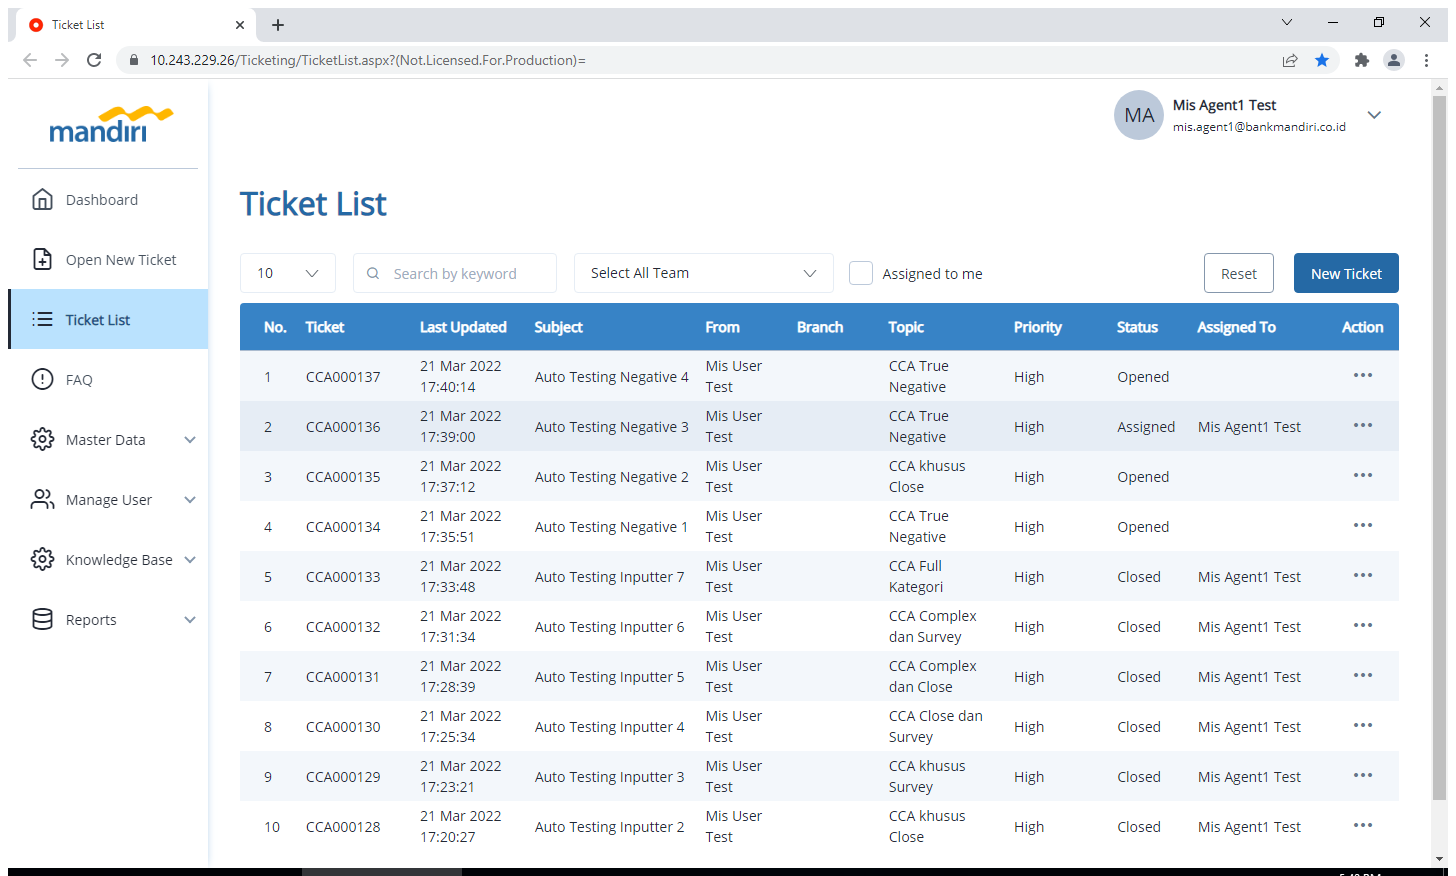 Ticket List
10.243.229.26/Ticketing/TicketList.aspx?(Not.Licensed.For.Production)=
mandiri
MA
Mis Agent1 Test
mis.agent1@bankmandiri.co.id
Dashboard
Open New Ticket
Ticket List
FAQ
Master Data
Manage User
Knowledge Base
Reports
Ticket List
10
Search by keyword
Select All Team
Assigned to me
Reset
New Ticket
No. Ticket Last Updated Subject From Branch Topic Priority Status Assigned To Action
1 CCA000137 21 Mar 2022 17:40:14 Auto Testing Negative 4 Mis User Test CCA True Negative High Opened
2 CCA000136 21 Mar 2022 17:39:00 Auto Testing Negative 3 Mis User Test CCA True Negative High Assigned Mis Agent1 Test
3 CCA000135 21 Mar 2022 17:37:12 Auto Testing Negative 2 Mis User Test CCA khusus Close High Opened
4 CCA000134 21 Mar 2022 17:35:51 Auto Testing Negative 1 Mis User Test CCA True Negative High Opened
5 CCA000133 21 Mar 2022 17:33:48 Auto Testing Inputter 7 Mis User Test CCA Full Kategori High Closed Mis Agent1 Test
6 CCA000132 21 Mar 2022 17:31:34 Auto Testing Inputter 6 Mis User Test CCA Complex dan Survey High Closed Mis Agent1 Test
7 CCA000131 21 Mar 2022 17:28:39 Auto Testing Inputter 5 Mis User Test CCA Complex dan Close High Closed Mis Agent1 Test
8 CCA000130 21 Mar 2022 17:25:34 Auto Testing Inputter 4 Mis User Test CCA Close dan Survey High Closed Mis Agent1 Test
9 CCA000129 21 Mar 2022 17:23:21 Auto Testing Inputter 3 Mis User Test CCA khusus Survey High Closed Mis Agent1 Test
10 CCA000128 21 Mar 2022 17:20:27 Auto Testing Inputter 2 Mis User Test CCA khusus Close High Closed Mis Agent1 Test